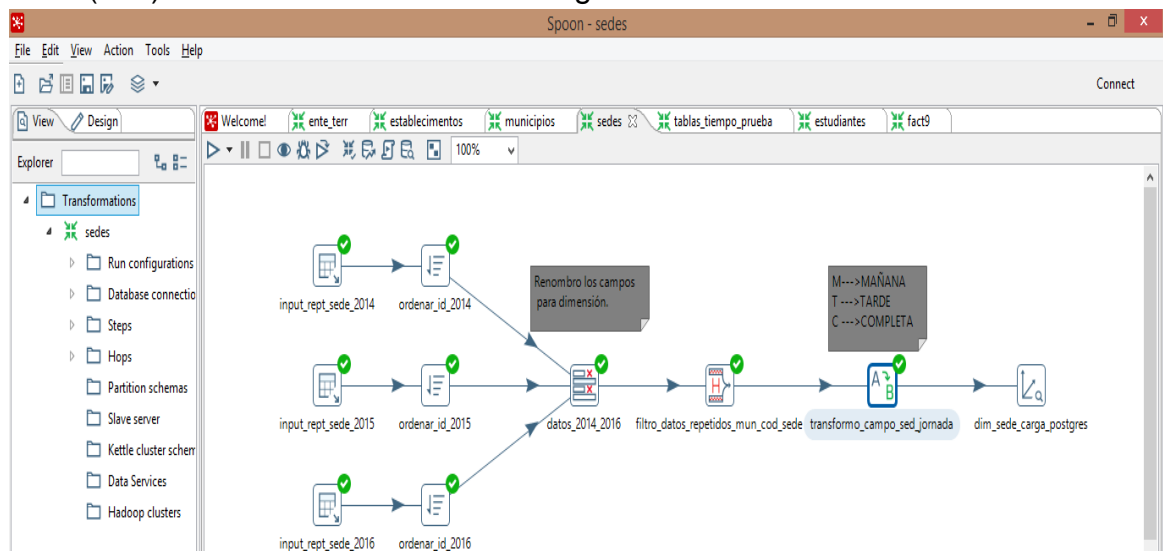 Spoon - sedes
File Edit View Action Tools Help
Connect
View Design
Welcome! ente_terr establecimentos municipios sedes tablas_tiempo_prueba estudiantes fact9
Explorer
100%
Transformations
sedes
Run configurations
Database connectio
Steps
Hops
Partition schemas
Slave server
Kettle cluster schem
Data Services
Hadoop clusters
Renombro los campos
para dimensión.
M--->MAÑANA
T --->TARDE
C --->COMPLETA
input_rept_sede_2014 ordenar_id_2014
input_rept_sede_2015 ordenar_id_2015 datos_2014_2016 filtro_datos_repetidos_mun_cod_sede transformo_campo_sed_jornada dim_sede_carga_postgres
input_rept_sede_2016 ordenar_id_2016